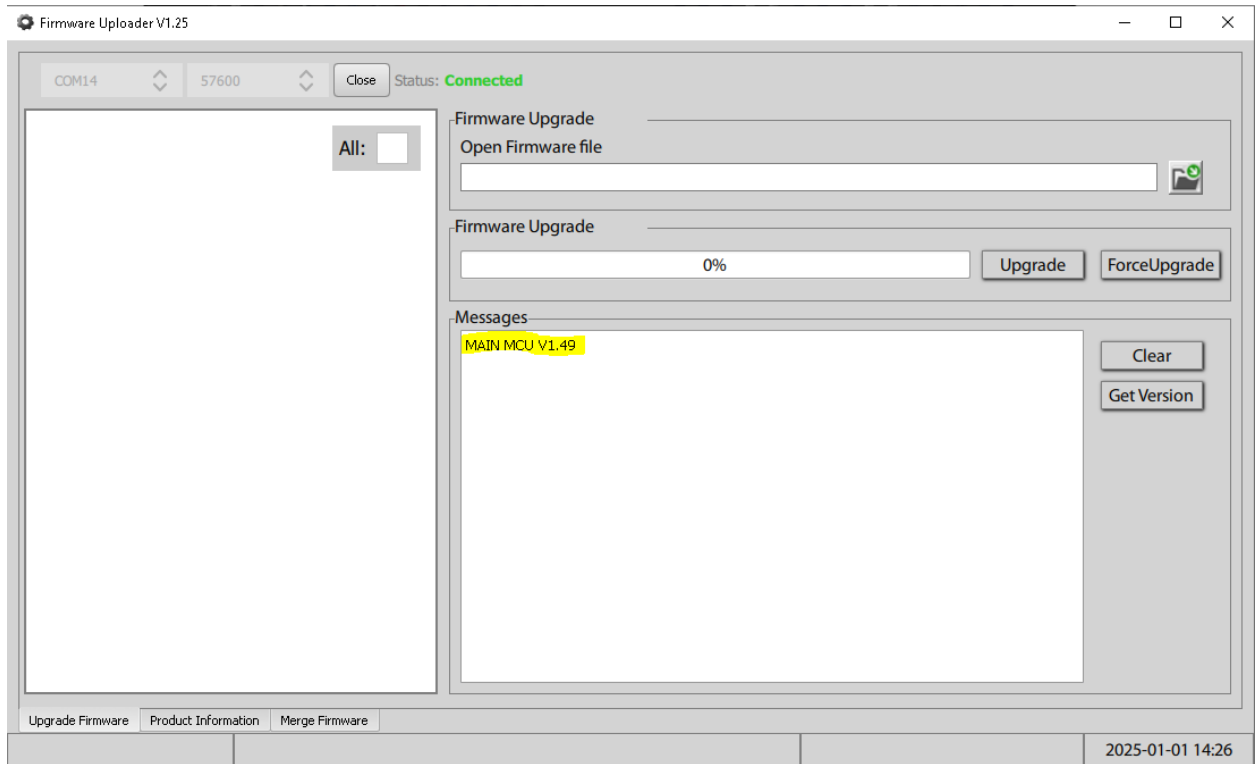 Firmware Uploader V1.25
COM14 57600 Close Status: Connected
All:
Firmware Upgrade
Open Firmware file
Firmware Upgrade
0% Upgrade ForceUpgrade
Messages
MAIN MCU V1.49
Clear
Get Version
Upgrade Firmware Product Information Merge Firmware
2025-01-01 14:26